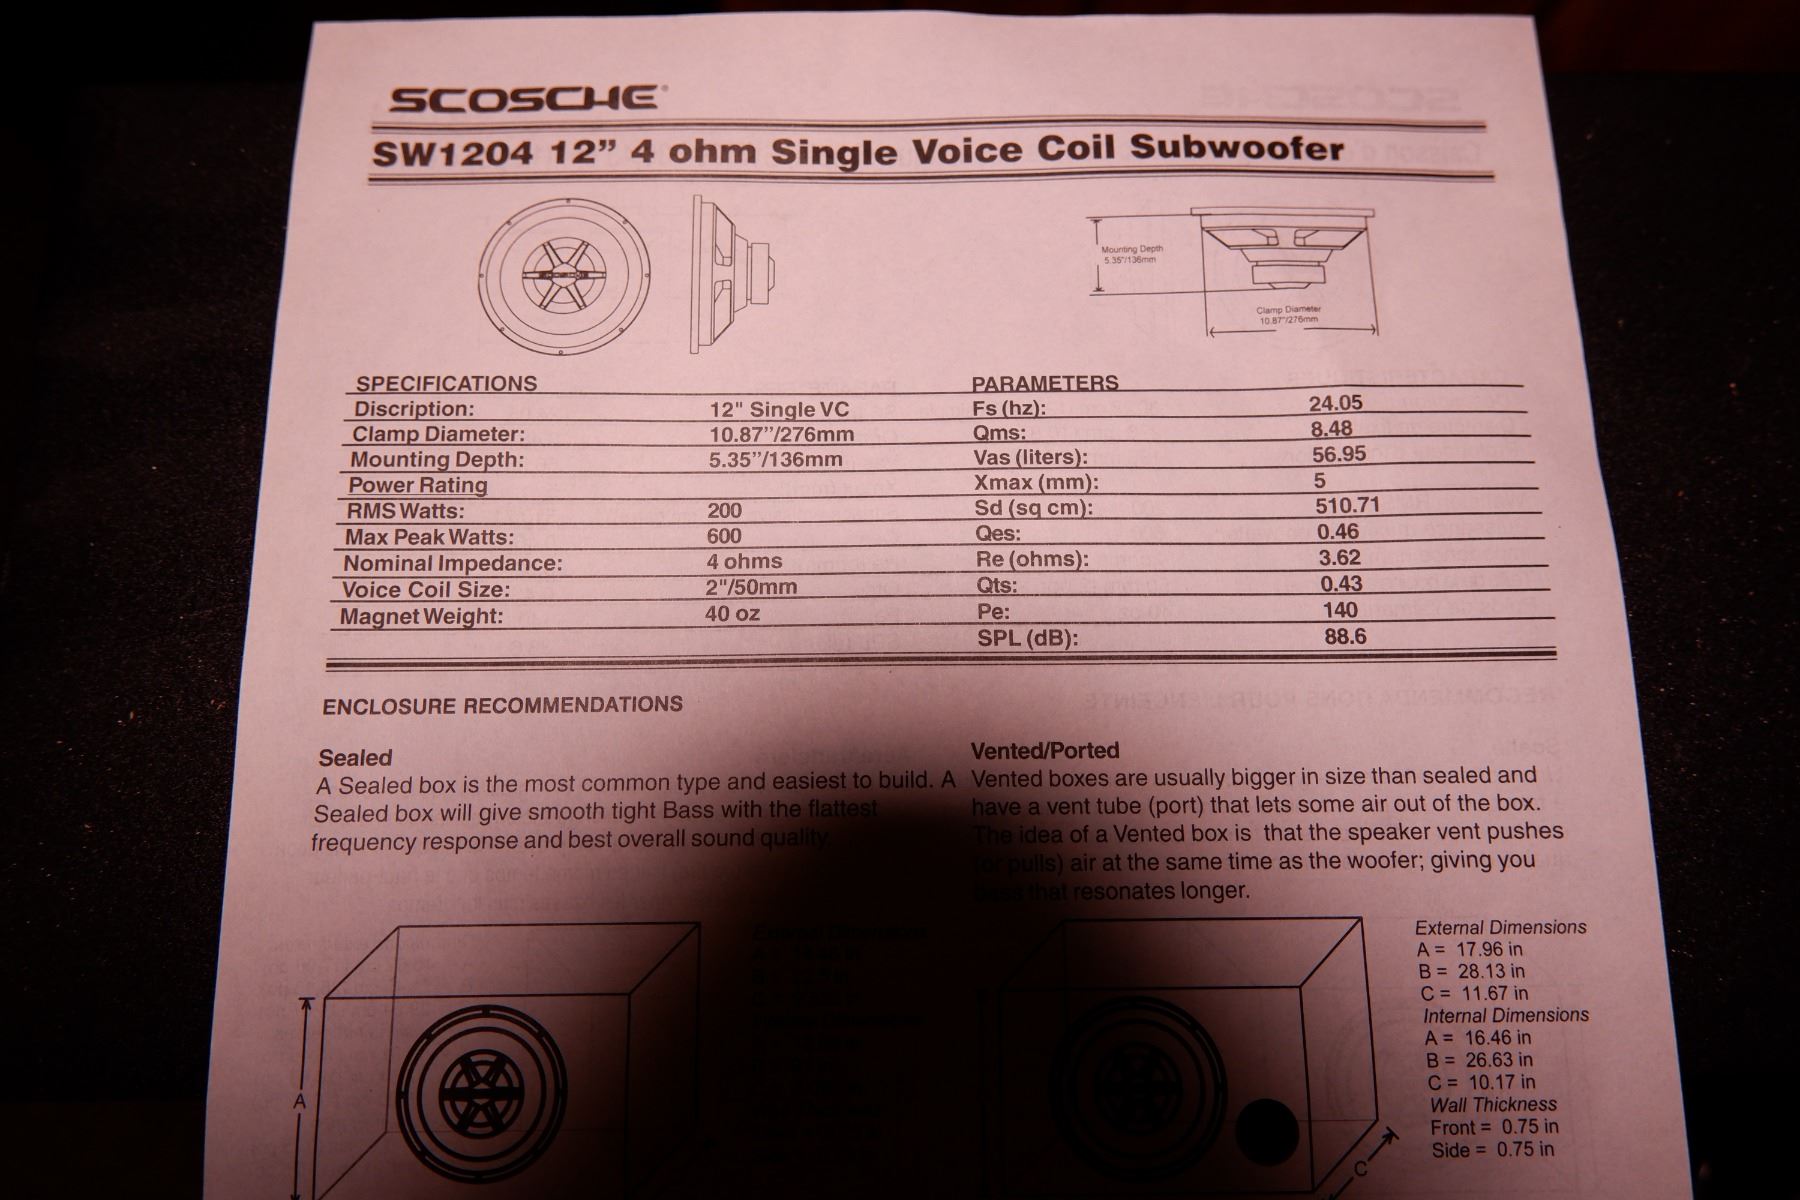 SCOSCHE
SW1204 12” 4 ohm Single Voice Coil Subwoofer
Mounting Depth
5.35"/136mm
Clamp Diameter
10.87"/276mm
SPECIFICATIONS
Discription: 12" Single VC
Clamp Diameter: 10.87”/276mm
Mounting Depth: 5.35”/136mm
Power Rating
RMS Watts: 200
Max Peak Watts: 600
Nominal Impedance: 4 ohms
Voice Coil Size: 2"/50mm
Magnet Weight: 40 oz
PARAMETERS
Fs (hz): 24.05
Qms: 8.48
Vas (liters): 56.95
Xmax (mm): 5
Sd (sq cm): 510.71
Qes: 0.46
Re (ohms): 3.62
Qts: 0.43
Pe: 140
SPL (dB): 88.6
ENCLOSURE RECOMMENDATIONS
Sealed
A Sealed box is the most common type and easiest to build. A
Sealed box will give smooth tight Bass with the flattest
frequency response and best overall sound quality.
A
External Dimensions
Vented/Ported
Vented boxes are usually bigger in size than sealed and
have a vent tube (port) that lets some air out of the box.
The idea of a Vented box is that the speaker vent pushes
(or pulls) air at the same time as the woofer; giving you
bass that resonates longer.
C
External Dimensions
A = 17.96 in
B = 28.13 in
C = 11.67 in
Internal Dimensions
A = 16.46 in
B = 26.63 in
C = 10.17 in
Wall Thickness
Front = 0.75 in
Side = 0.75 in